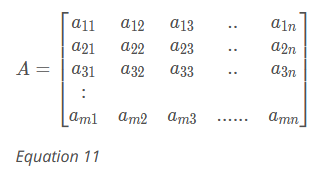 a11 a12 a13 .. a1n
a21 a22 a23 .. a2n
A = a31 a32 a33 .. a3n
:
am1 am2 am3 ...... amn
Equation 11